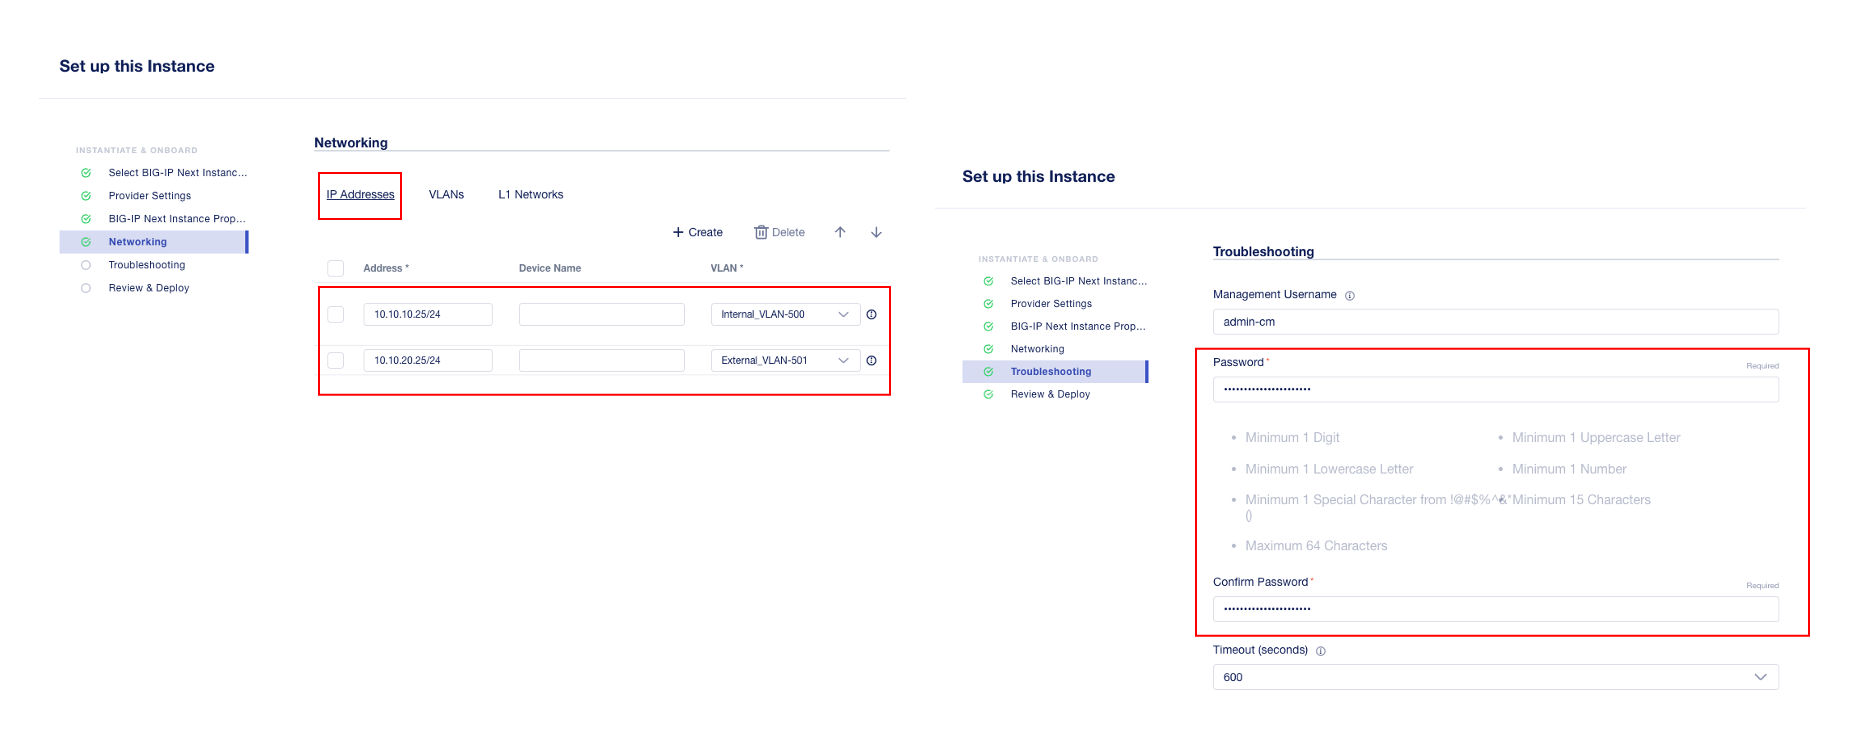 Set up this Instance
INSTANTIATE & ONBOARD
Select BIG-IP Next Instanc...
Provider Settings
BIG-IP Next Instance Prop...
Networking
Troubleshooting
Review & Deploy
Networking
IP Addresses VLANs L1 Networks
+ Create Delete
Address * Device Name VLAN *
10.10.10.25/24 Internal_VLAN-500
10.10.20.25/24 External_VLAN-501
Set up this Instance
INSTANTIATE & ONBOARD
Select BIG-IP Next Instanc...
Provider Settings
BIG-IP Next Instance Prop...
Networking
Troubleshooting
Review & Deploy
Troubleshooting
Management Username
admin-cm
Password*
Required
••••••••••••••••••••••
• Minimum 1 Digit • Minimum 1 Uppercase Letter
• Minimum 1 Lowercase Letter • Minimum 1 Number
• Minimum 1 Special Character from !@#$%^&* • Minimum 15 Characters
()
• Maximum 64 Characters
Confirm Password*
Required
••••••••••••••••••••••
Timeout (seconds)
600